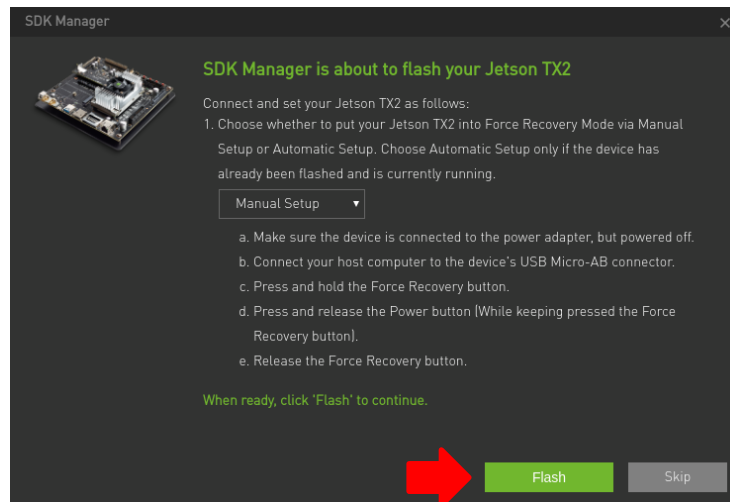 SDK Manager
SDK Manager is about to flash your Jetson TX2
Connect and set your Jetson TX2 as follows:
1. Choose whether to put your Jetson TX2 into Force Recovery Mode via Manual
Setup or Automatic Setup. Choose Automatic Setup only if the device has
already been flashed and is currently running.
Manual Setup
a. Make sure the device is connected to the power adapter, but powered off.
b. Connect your host computer to the device's USB Micro-AB connector.
c. Press and hold the Force Recovery button.
d. Press and release the Power button (While keeping pressed the Force
Recovery button).
e. Release the Force Recovery button.
When ready, click 'Flash' to continue.
Flash
Skip